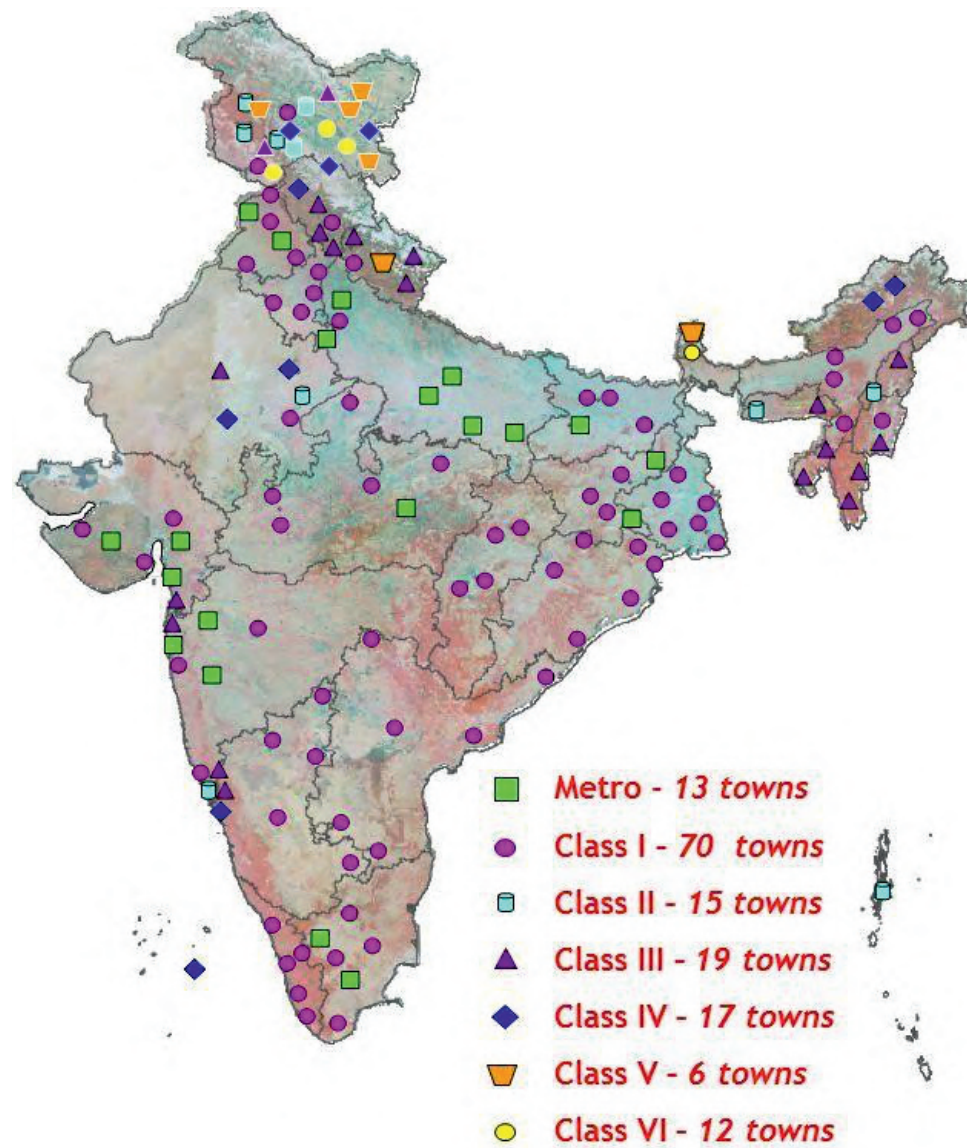 Metro – 13 towns
Class I – 70 towns
Class II – 15 towns
Class III – 19 towns
Class IV – 17 towns
Class V – 6 towns
Class VI – 12 towns